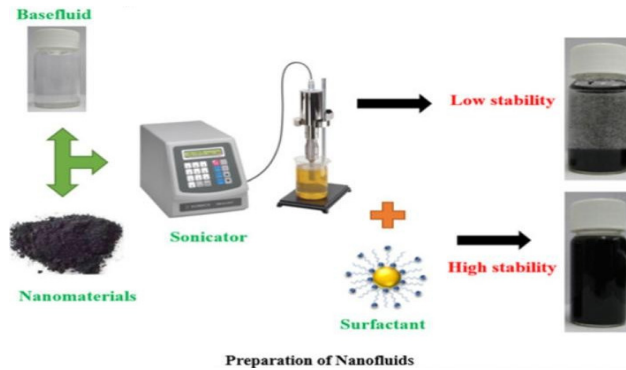 Basefluid
Low stability
Sonicator
Nanomaterials
High stability
Surfactant
Preparation of Nanofluids